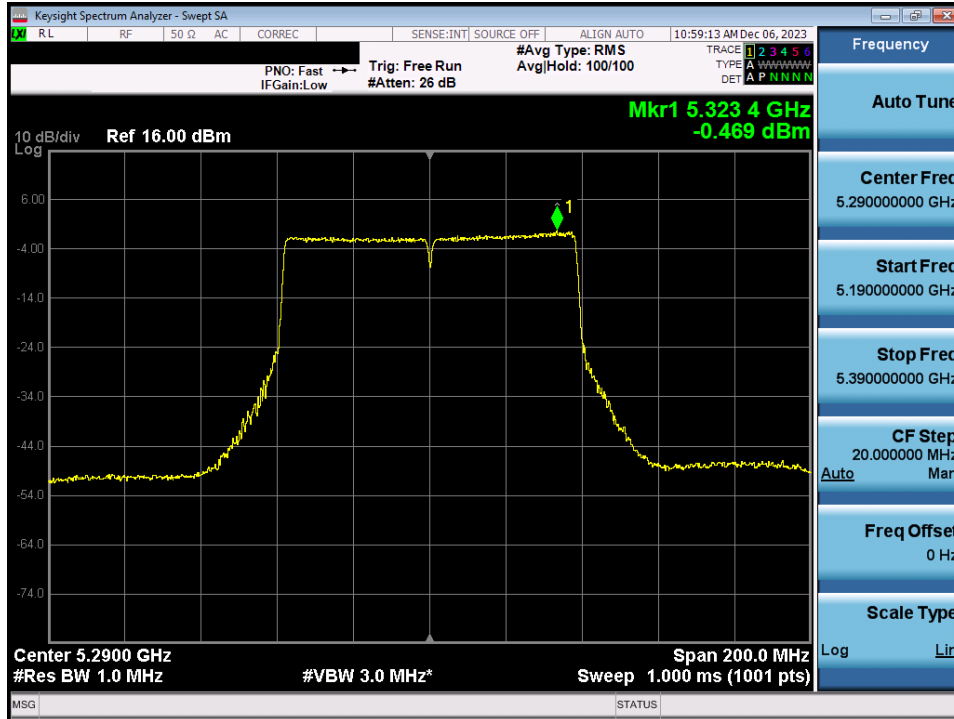 Keysight Spectrum Analyzer - Swept SA
LXI RL RF 50 Ω AC CORREC SENSE:INT SOURCE OFF ALIGN AUTO 10:59:13 AM Dec 06, 2023
PNO: Fast
IFGain:Low
Trig: Free Run
#Atten: 26 dB
#Avg Type: RMS
Avg|Hold: 100/100
TRACE 1 2 3 4 5 6
TYPE A WWWWW
DET A P N N N N
Mkr1 5.323 4 GHz
-0.469 dBm
10 dB/div Ref 16.00 dBm
Log
1
6.00
-4.00
-14.0
-24.0
-34.0
-44.0
-54.0
-64.0
-74.0
Center 5.2900 GHz Span 200.0 MHz
#Res BW 1.0 MHz #VBW 3.0 MHz* Sweep 1.000 ms (1001 pts)
MSG STATUS
Frequency
Auto Tune
Center Freq
5.290000000 GHz
Start Freq
5.190000000 GHz
Stop Freq
5.390000000 GHz
CF Step
20.000000 MHz
Auto Man
Freq Offset
0 Hz
Scale Type
Log Lin